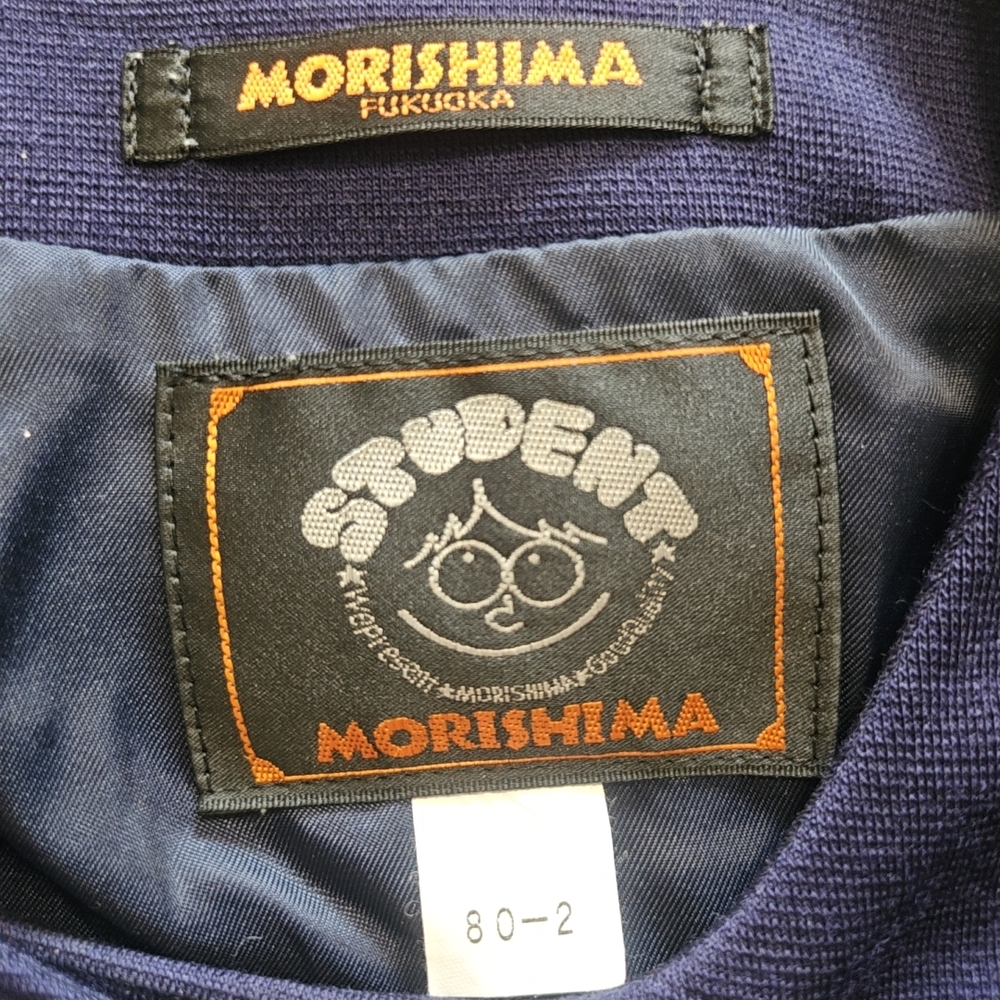 MORISHIMA
FUKUOKA
STUDENT
★We present★MORISHIMA★Good Quality★
MORISHIMA
80-2